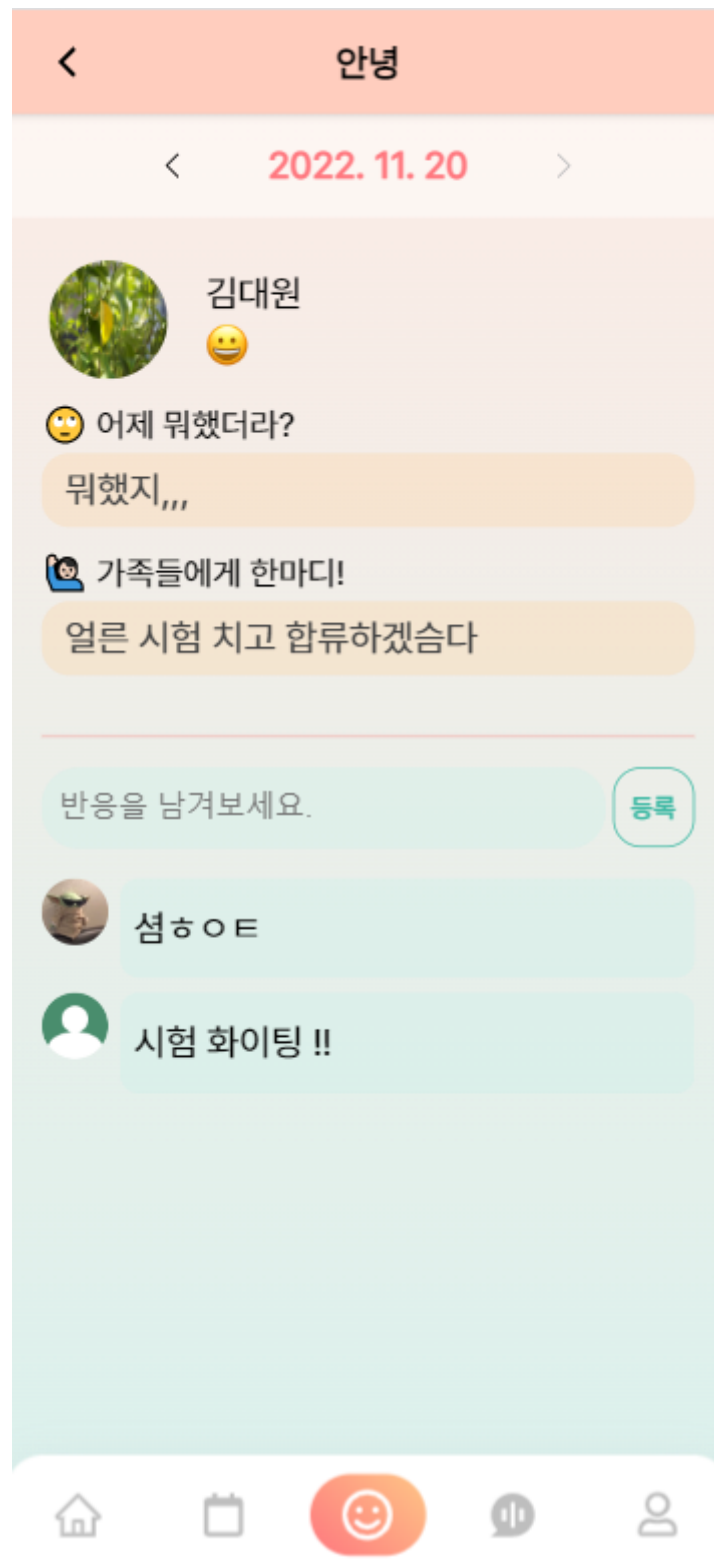 안녕
2022. 11. 20
김대원
어제 뭐했더라?
뭐했지,,,
가족들에게 한마디!
얼른 시험 치고 합류하겠슴다
반응을 남겨보세요.
등록
셤ㅎㅇㅌ
시험 화이팅 !!